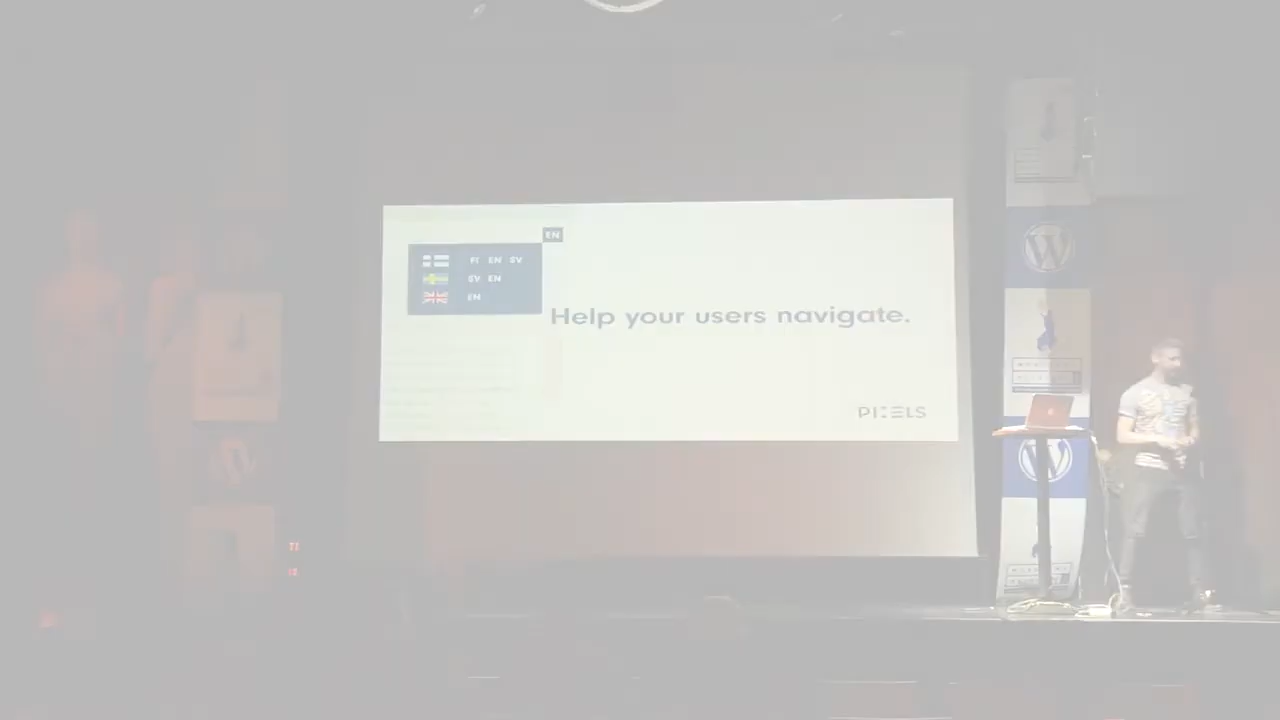 EN
FI EN SV
SV EN
EN
Help your users navigate.
PIXELS